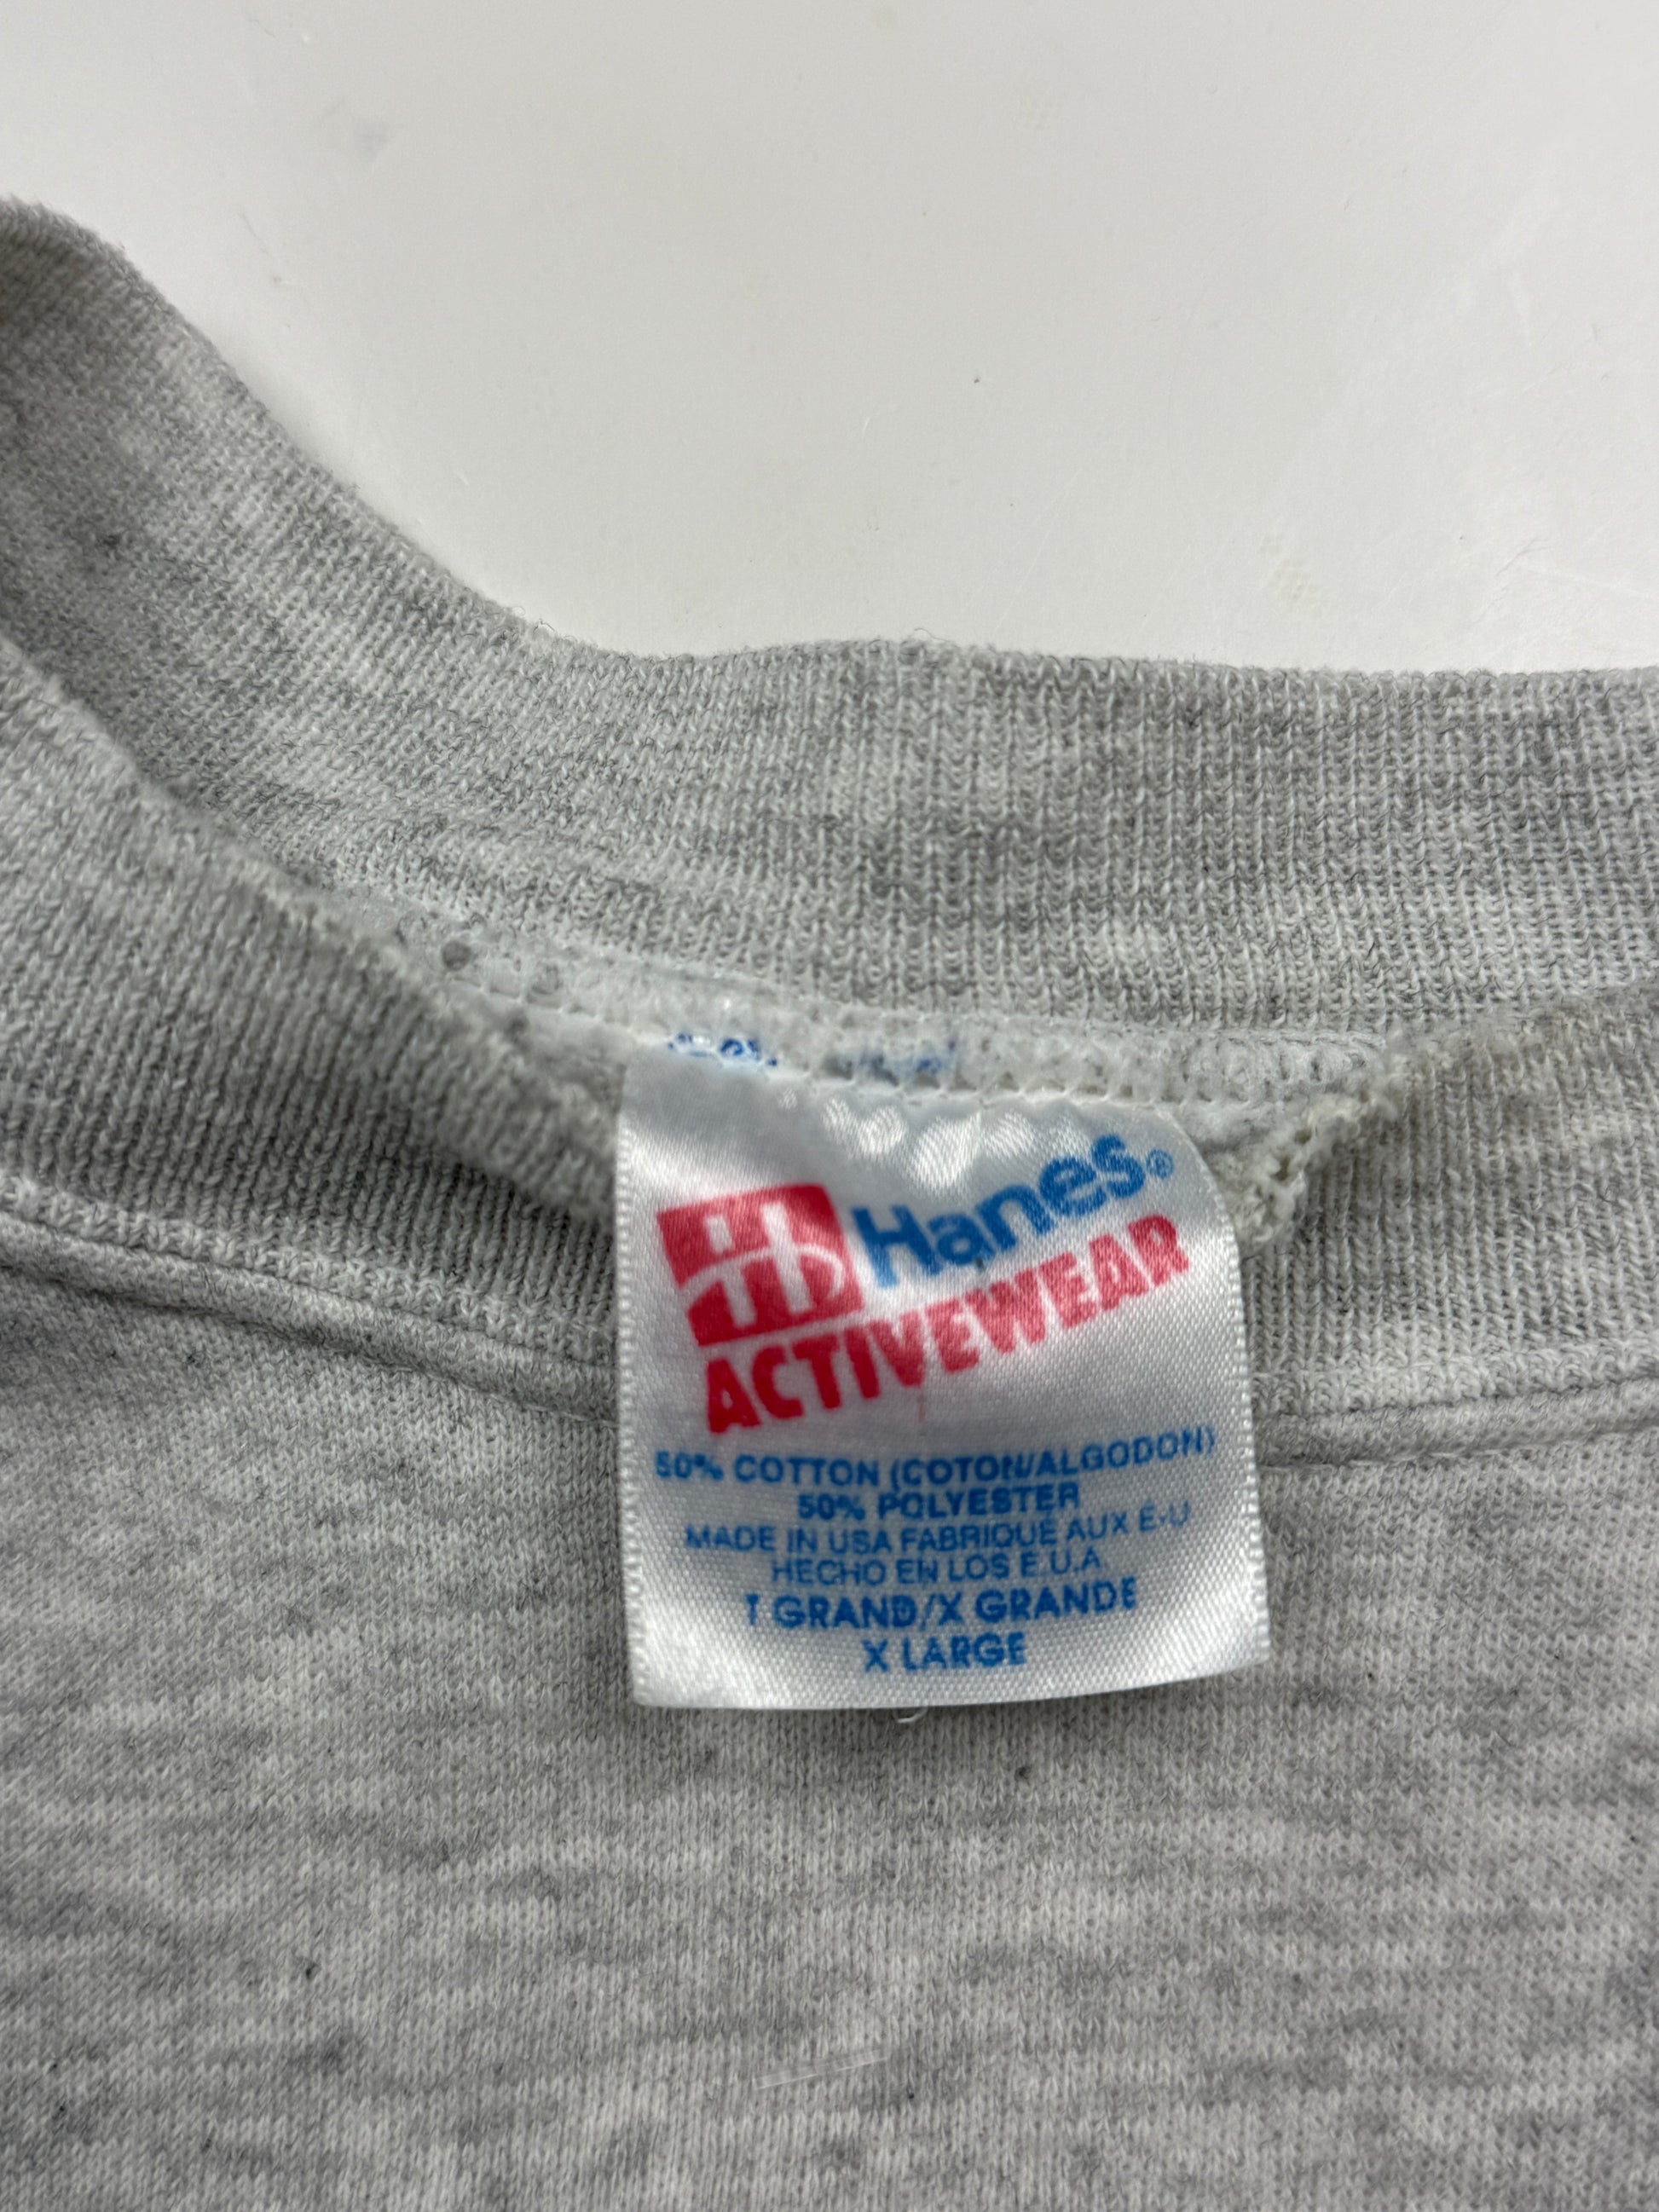 Hanes®
ACTIVEWEAR
50% COTTON (COTON/ALGODON)
50% POLYESTER
MADE IN USA FABRIQUÉ AUX É-U
HECHO EN LOS E.U.A.
T GRAND/X GRANDE
X LARGE